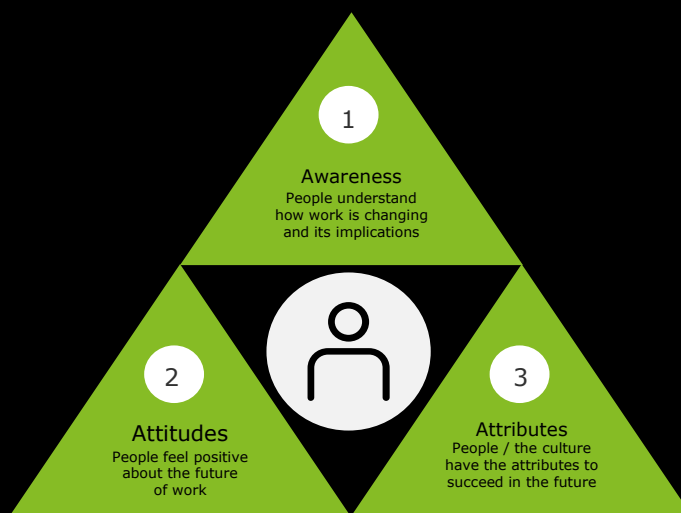 1
Awareness
People understand
how work is changing
and its implications
2
Attitudes
People feel positive
about the future
of work
3
Attributes
People / the culture
have the attributes to
succeed in the future